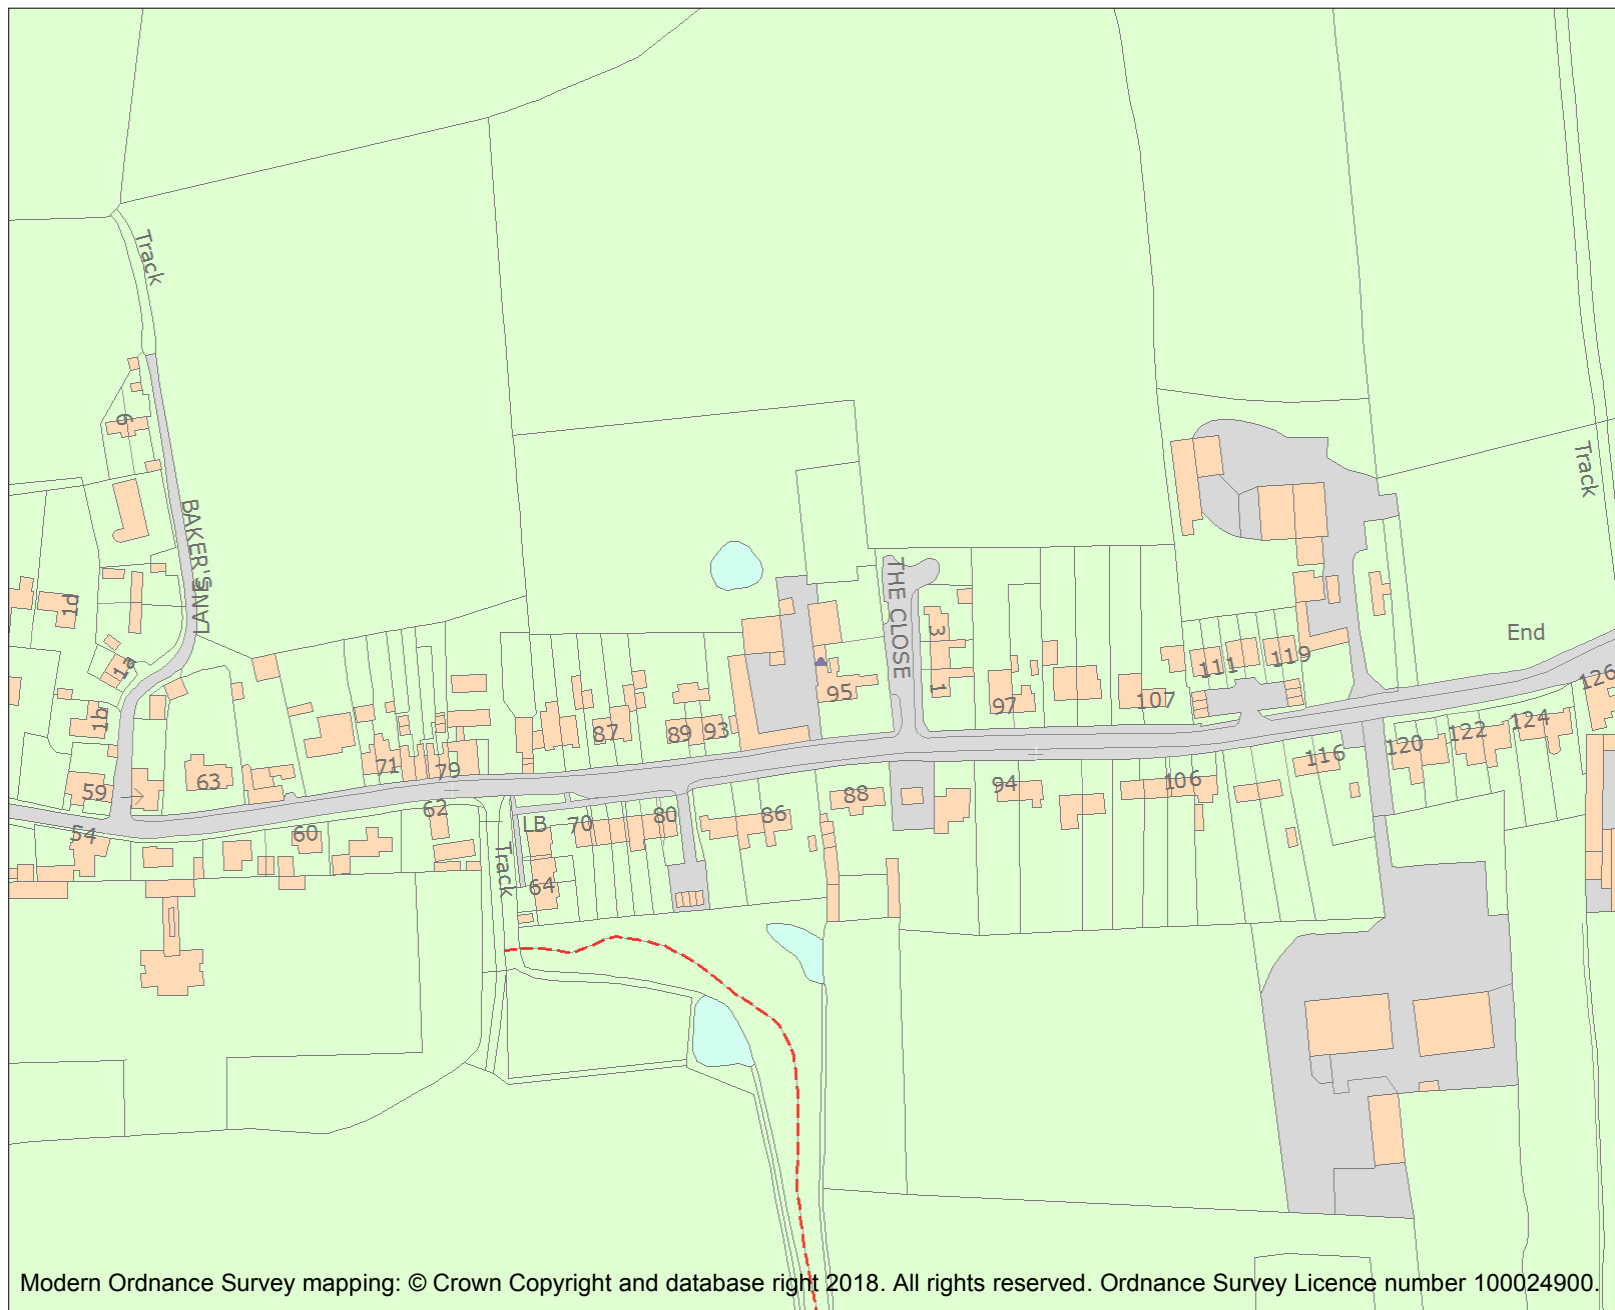 Track
6
BAKER'S LANE
1d
1a
1b
59
63
71
79
87
89
93
95
THE CLOSE
3
1
97
107
111
119
End
Track
126
124
122
120
116
106
94
88
86
80
70
LB
64
Track
62
60
54
Modern Ordnance Survey mapping: © Crown Copyright and database right 2018. All rights reserved. Ordnance Survey Licence number 100024900.